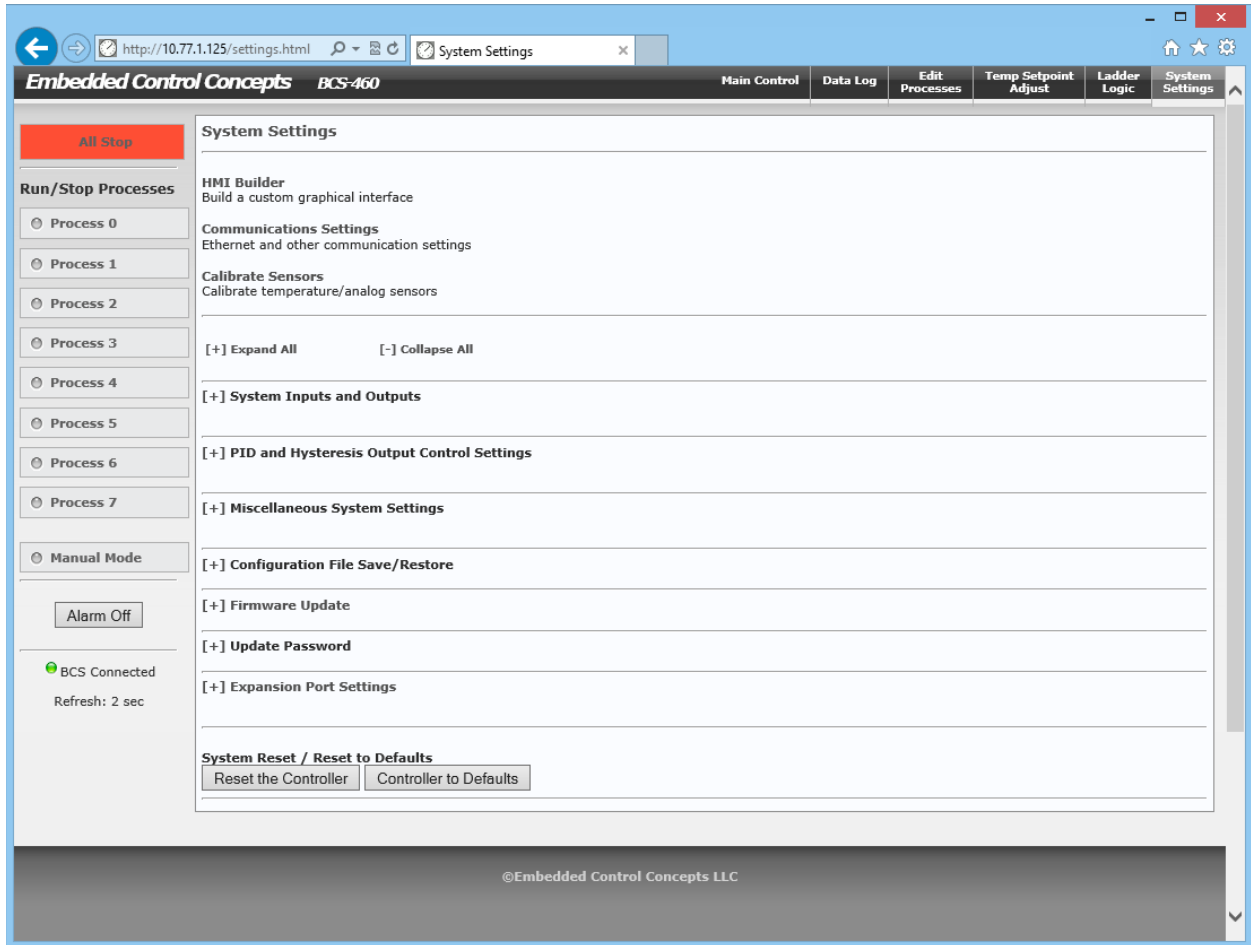 http://10.77.1.125/settings.html
System Settings
Embedded Control Concepts BCS-460
Main Control
Data Log
Edit Processes
Temp Setpoint Adjust
Ladder Logic
System Settings
All Stop
Run/Stop Processes
Process 0
Process 1
Process 2
Process 3
Process 4
Process 5
Process 6
Process 7
Manual Mode
Alarm Off
BCS Connected
Refresh: 2 sec
System Settings
HMI Builder
Build a custom graphical interface
Communications Settings
Ethernet and other communication settings
Calibrate Sensors
Calibrate temperature/analog sensors
[+] Expand All [-] Collapse All
[+] System Inputs and Outputs
[+] PID and Hysteresis Output Control Settings
[+] Miscellaneous System Settings
[+] Configuration File Save/Restore
[+] Firmware Update
[+] Update Password
[+] Expansion Port Settings
System Reset / Reset to Defaults
Reset the Controller Controller to Defaults
©Embedded Control Concepts LLC